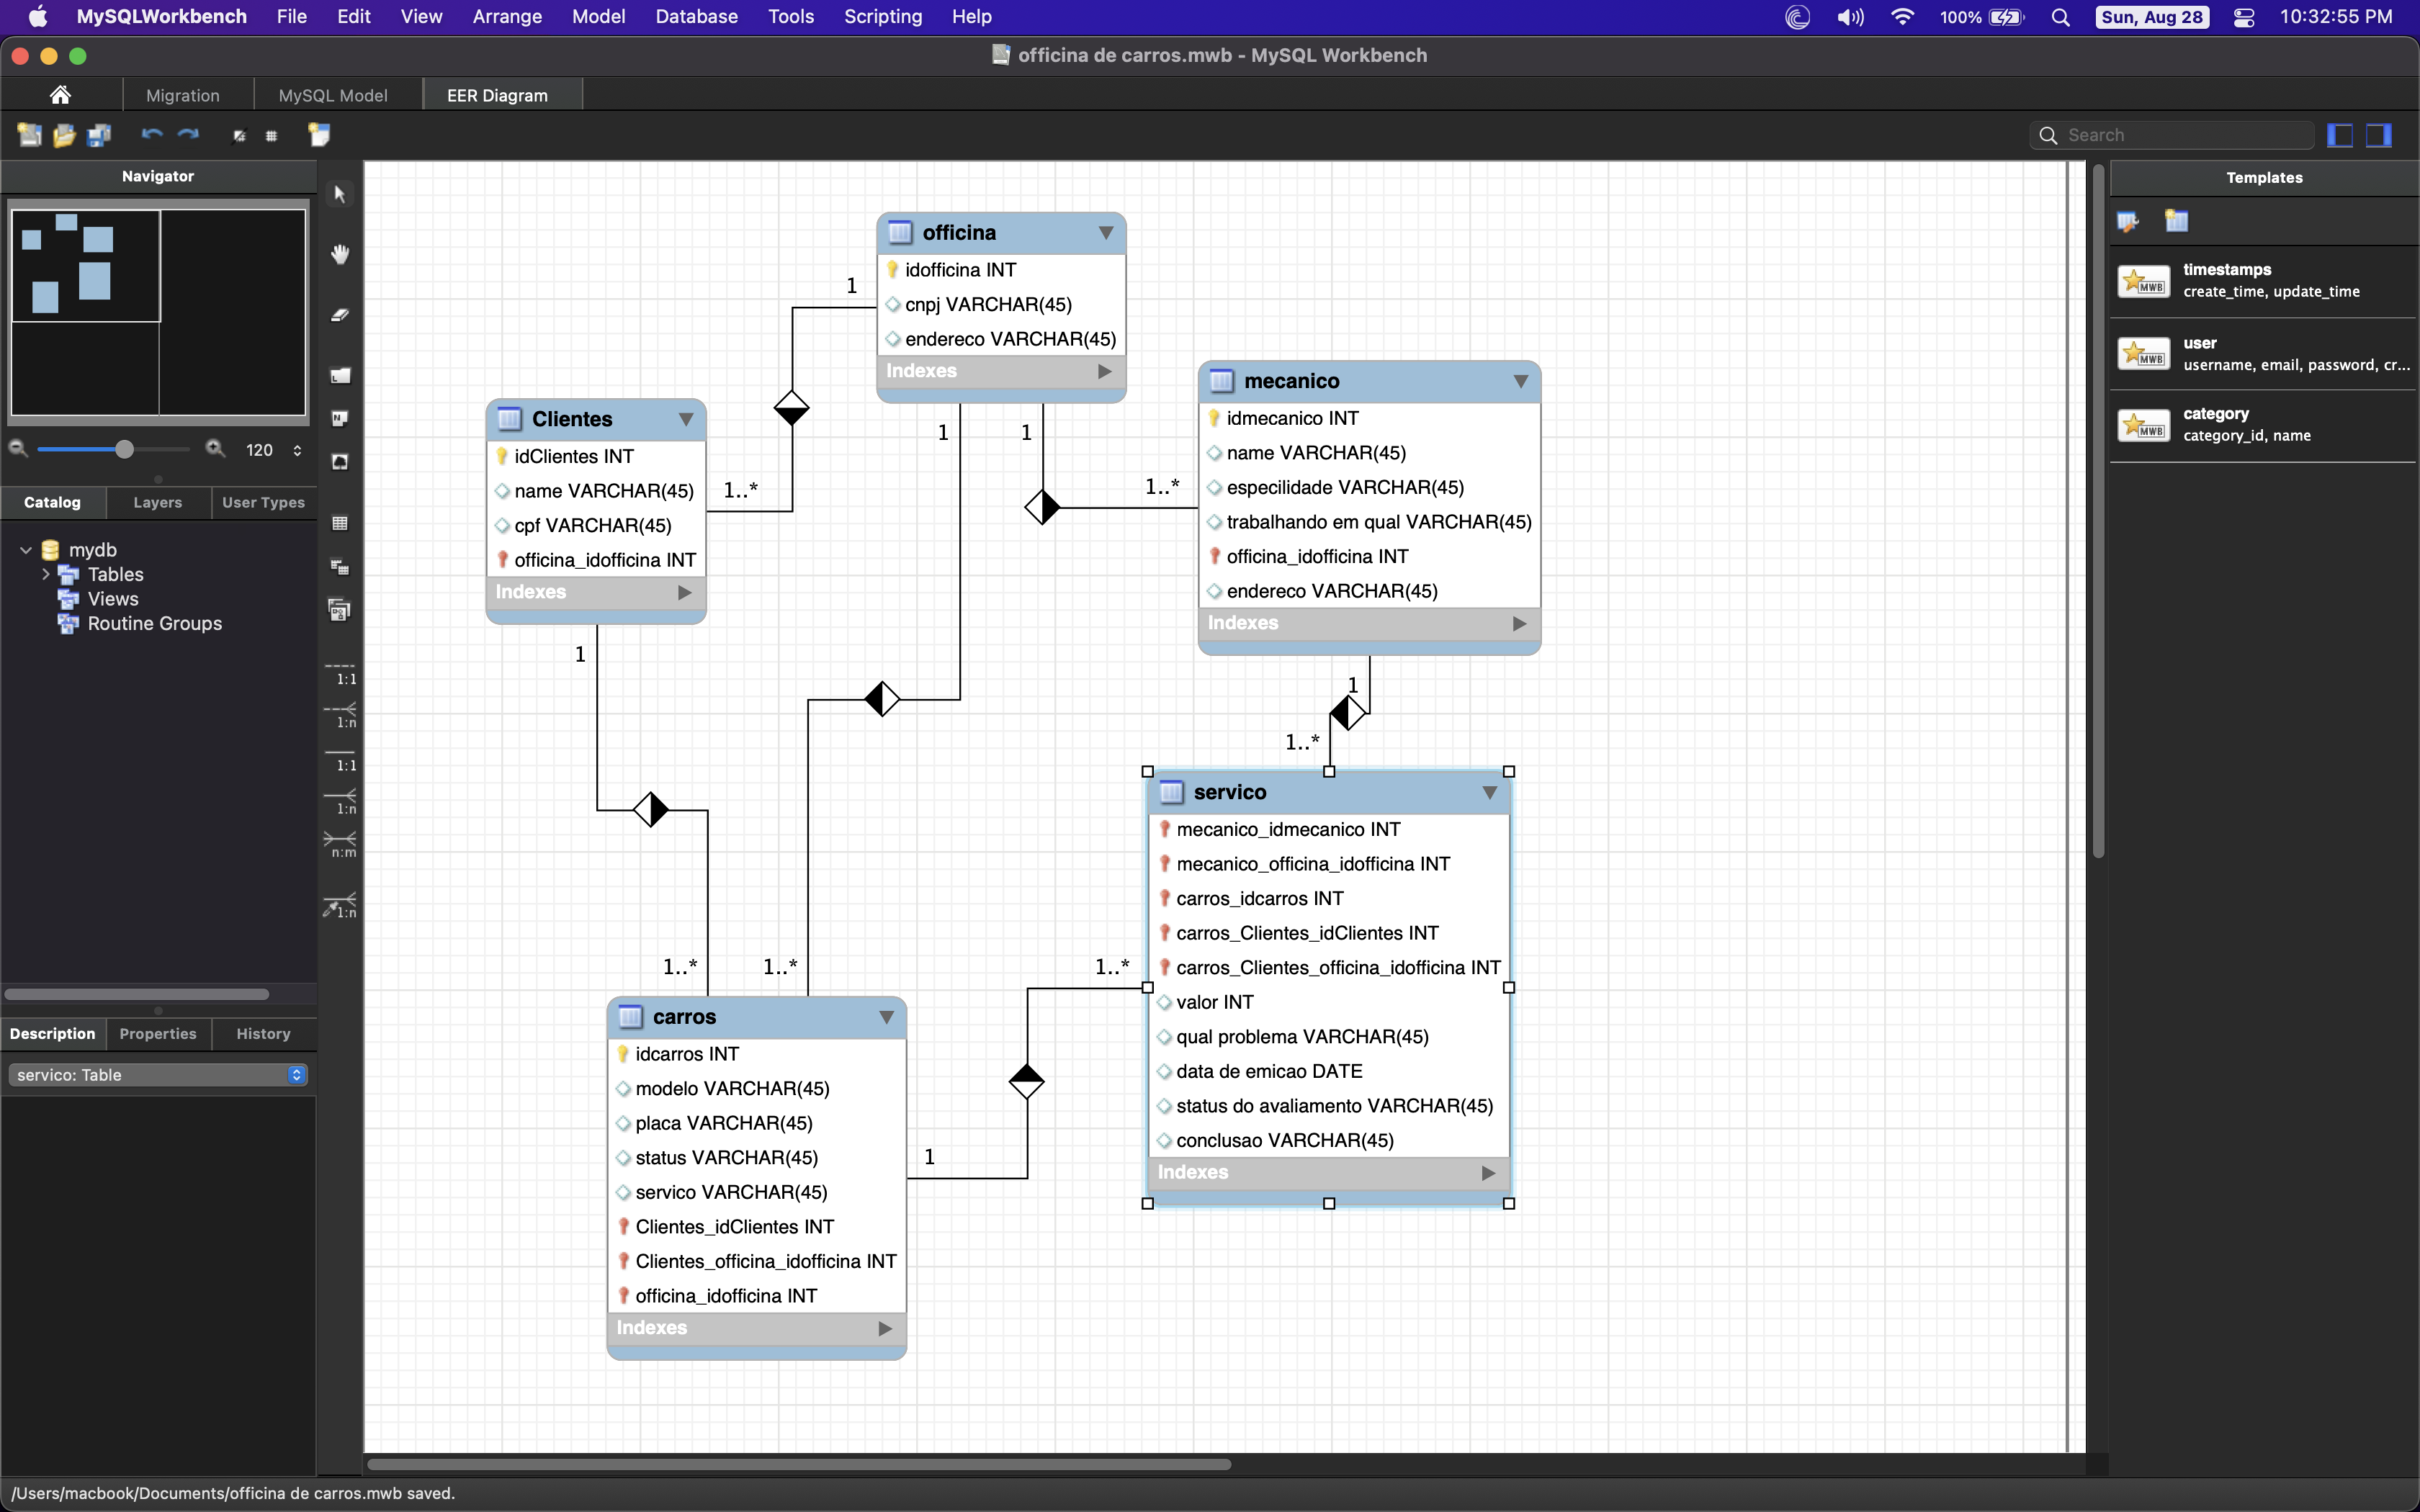 MySQLWorkbench File Edit View Arrange Model Database Tools Scripting Help 100% Sun, Aug 28 10:32:55 PM
officina de carros.mwb - MySQL Workbench
Migration MySQL Model EER Diagram
Search
Navigator
120
Catalog Layers User Types
mydb
Tables
Views
Routine Groups
Description Properties History
servico: Table
1:1
1:n
1:1
1:n
n:m
1:n
officina
idofficina INT
cnpj VARCHAR(45)
endereco VARCHAR(45)
Indexes
1
1..*
1
1
1..*
Clientes
idClientes INT
name VARCHAR(45)
cpf VARCHAR(45)
officina_idofficina INT
Indexes
1
mecanico
idmecanico INT
name VARCHAR(45)
especilidade VARCHAR(45)
trabalhando em qual VARCHAR(45)
officina_idofficina INT
endereco VARCHAR(45)
Indexes
1
1..*
servico
mecanico_idmecanico INT
mecanico_officina_idofficina INT
carros_idcarros INT
carros_Clientes_idClientes INT
carros_Clientes_officina_idofficina INT
valor INT
qual problema VARCHAR(45)
data de emicao DATE
status do avaliamento VARCHAR(45)
conclusao VARCHAR(45)
Indexes
1..*
1..*
1..*
1
carros
idcarros INT
modelo VARCHAR(45)
placa VARCHAR(45)
status VARCHAR(45)
servico VARCHAR(45)
Clientes_idClientes INT
Clientes_officina_idofficina INT
officina_idofficina INT
Indexes
Templates
MWB
timestamps
create_time, update_time
MWB
user
username, email, password, cr...
MWB
category
category_id, name
/Users/macbook/Documents/officina de carros.mwb saved.